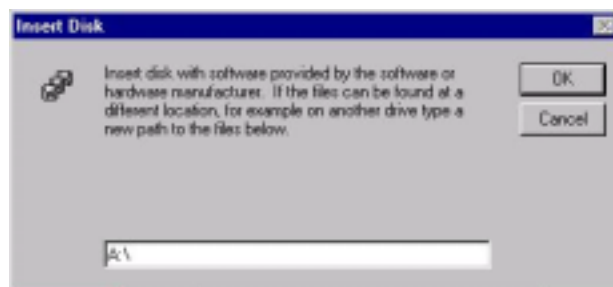 Insert Disk
Insert disk with software provided by the software or
hardware manufacturer. If the files can be found at a
different location, for example on another drive type a
new path to the files below.
OK
Cancel
A:\